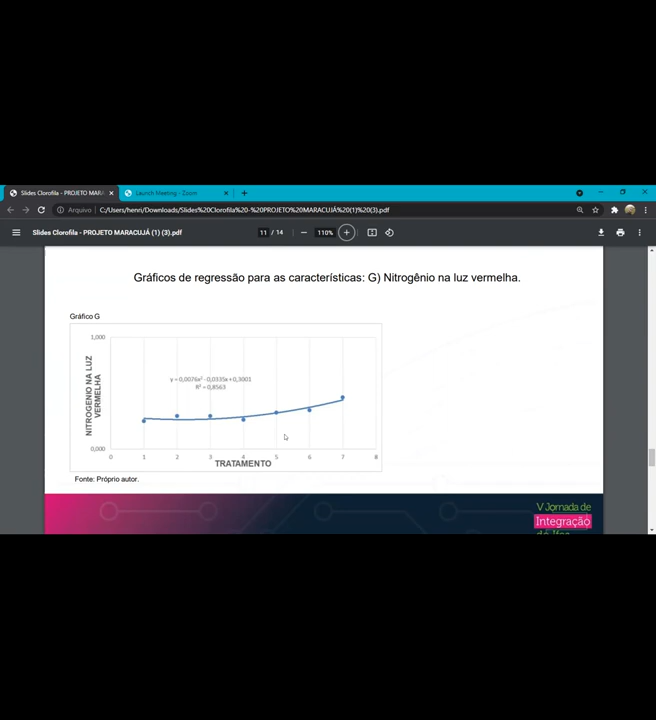 Slides Clorofila - PROJETO MARA
Launch Meeting - Zoom
Arquivo
C:/Users/henri/Downloads/Slides%20Clorofila%20-%20PROJETO%20MARACUJÁ%20(1)%20(3).pdf
Slides Clorofila - PROJETO MARACUJÁ (1) (3).pdf
11 / 14
110%
Gráficos de regressão para as características: G) Nitrogênio na luz vermelha.
Gráfico G
1,000
NITROGENIO NA LUZ
VERMELHA
y = 0,0076x² - 0,0335x + 0,3001
R² = 0,8563
0,000
0 1 2 3 4 5 6 7 8
TRATAMENTO
Fonte: Próprio autor.
V Jornada de
Integração
do Ifes